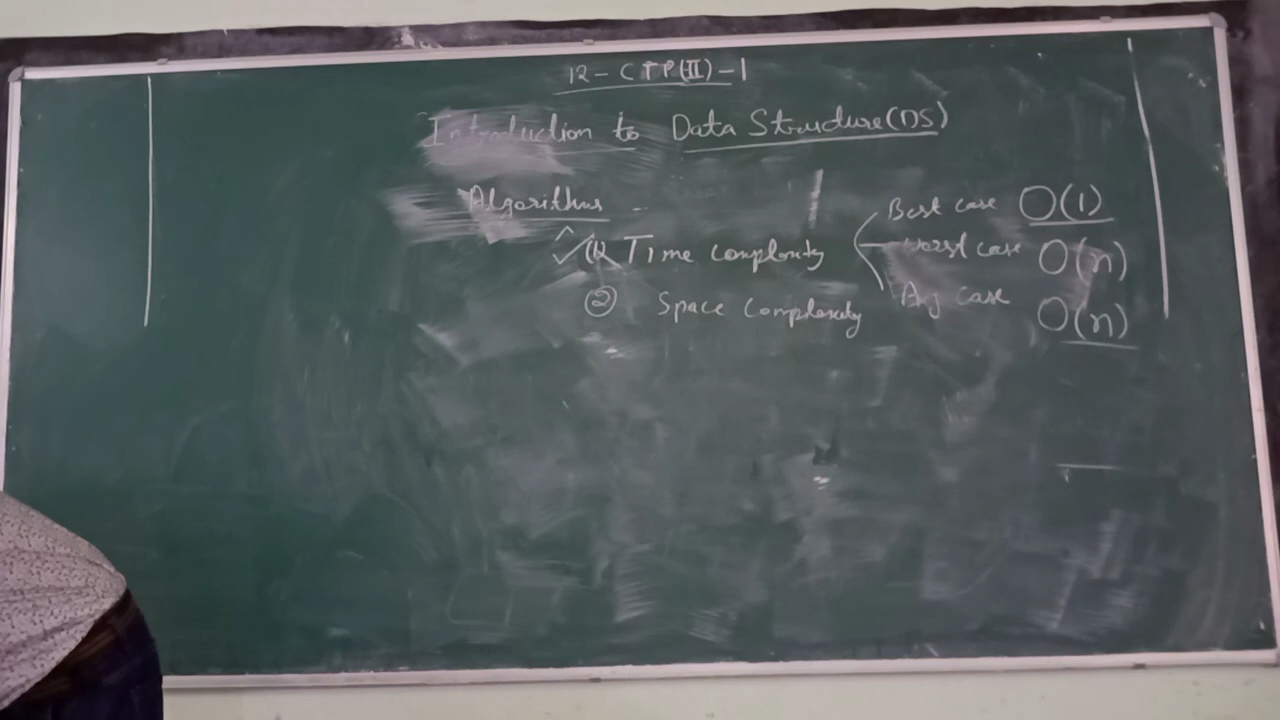 12-CTP(II)-1
Introduction to Data Structure(DS)
Algorithms
Time complexity
Best case O(1)
worst case O(n)
② Space Complexity
Avg case O(n)